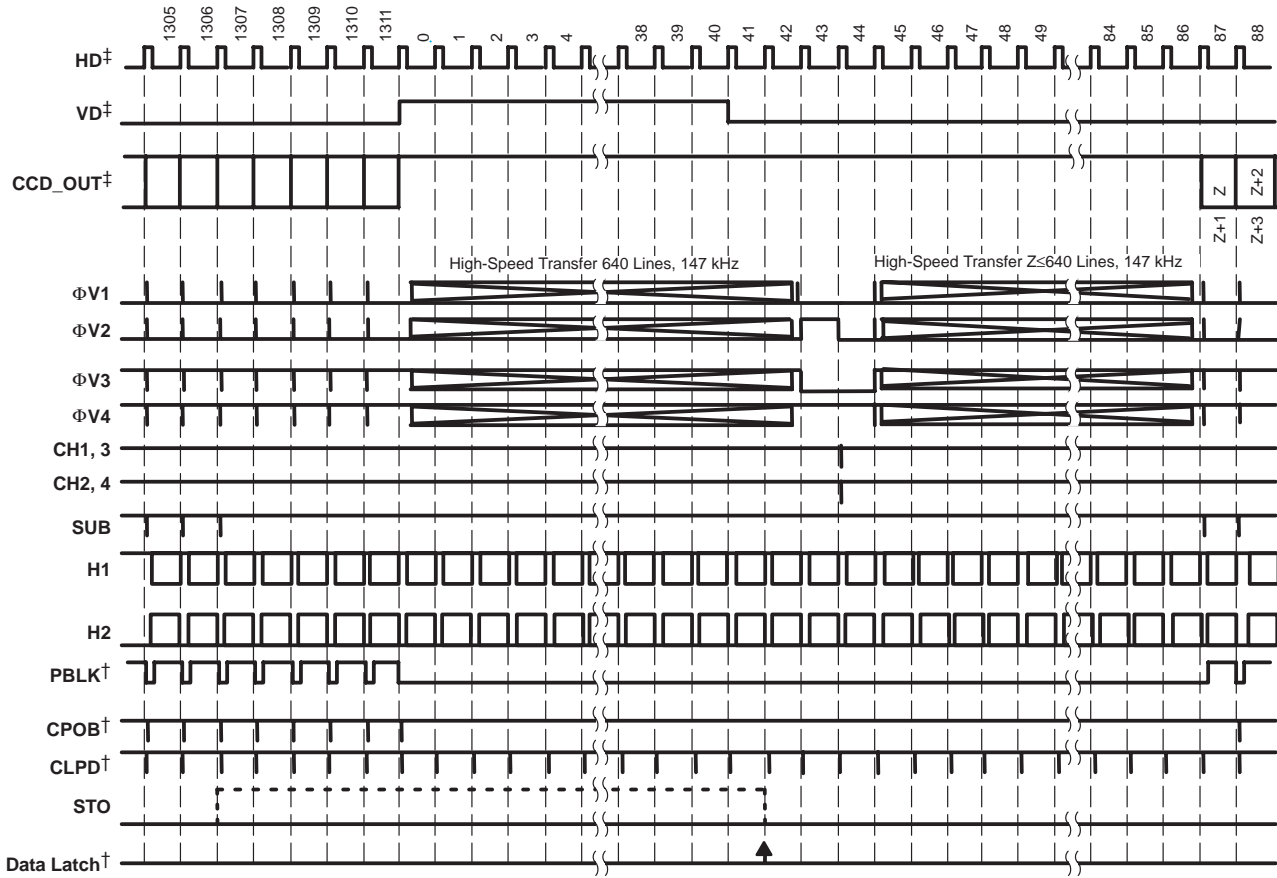 1305 1306 1307 1308 1309 1310 1311 0 1 2 3 4 38 39 40 41 42 43 44 45 46 47 48 49 84 85 86 87 88
HD‡
VD‡
CCD_OUT‡
Z Z+2
Z+1 Z+3
High-Speed Transfer 640 Lines, 147 kHz
High-Speed Transfer Z≤640 Lines, 147 kHz
ΦV1
ΦV2
ΦV3
ΦV4
CH1, 3
CH2, 4
SUB
H1
H2
PBLK†
CPOB†
CLPD†
STO
Data Latch†